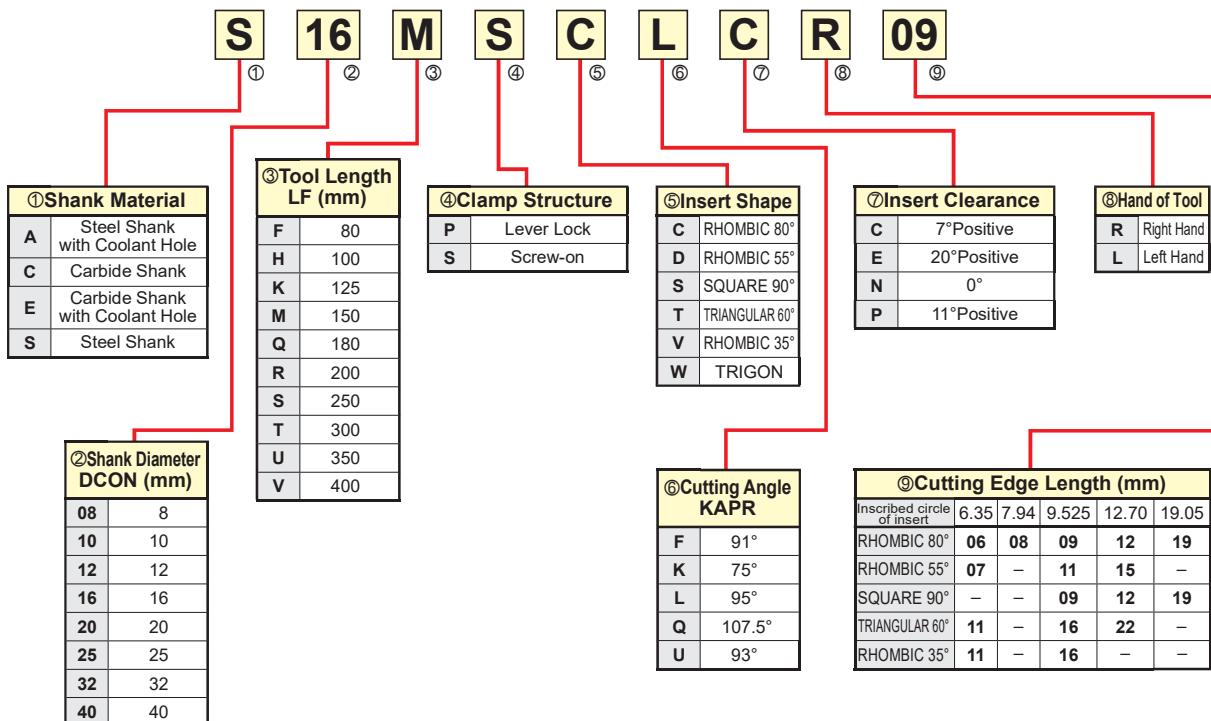 S 16 M S C L C R 09
① ② ③ ④ ⑤ ⑥ ⑦ ⑧ ⑨
①Shank Material
A Steel Shank
with Coolant Hole
C Carbide Shank
E Carbide Shank
with Coolant Hole
S Steel Shank
②Shank Diameter
DCON (mm)
08 8
10 10
12 12
16 16
20 20
25 25
32 32
40 40
③Tool Length
LF (mm)
F 80
H 100
K 125
M 150
Q 180
R 200
S 250
T 300
U 350
V 400
④Clamp Structure
P Lever Lock
S Screw-on
⑤Insert Shape
C RHOMBIC 80°
D RHOMBIC 55°
S SQUARE 90°
T TRIANGULAR 60°
V RHOMBIC 35°
W TRIGON
⑥Cutting Angle
KAPR
F 91°
K 75°
L 95°
Q 107.5°
U 93°
⑦Insert Clearance
C 7°Positive
E 20°Positive
N 0°
P 11°Positive
⑧Hand of Tool
R Right Hand
L Left Hand
⑨Cutting Edge Length (mm)
Inscribed circle
of insert 6.35 7.94 9.525 12.70 19.05
RHOMBIC 80° 06 08 09 12 19
RHOMBIC 55° 07 – 11 15 –
SQUARE 90° – – 09 12 19
TRIANGULAR 60° 11 – 16 22 –
RHOMBIC 35° 11 – 16 – –